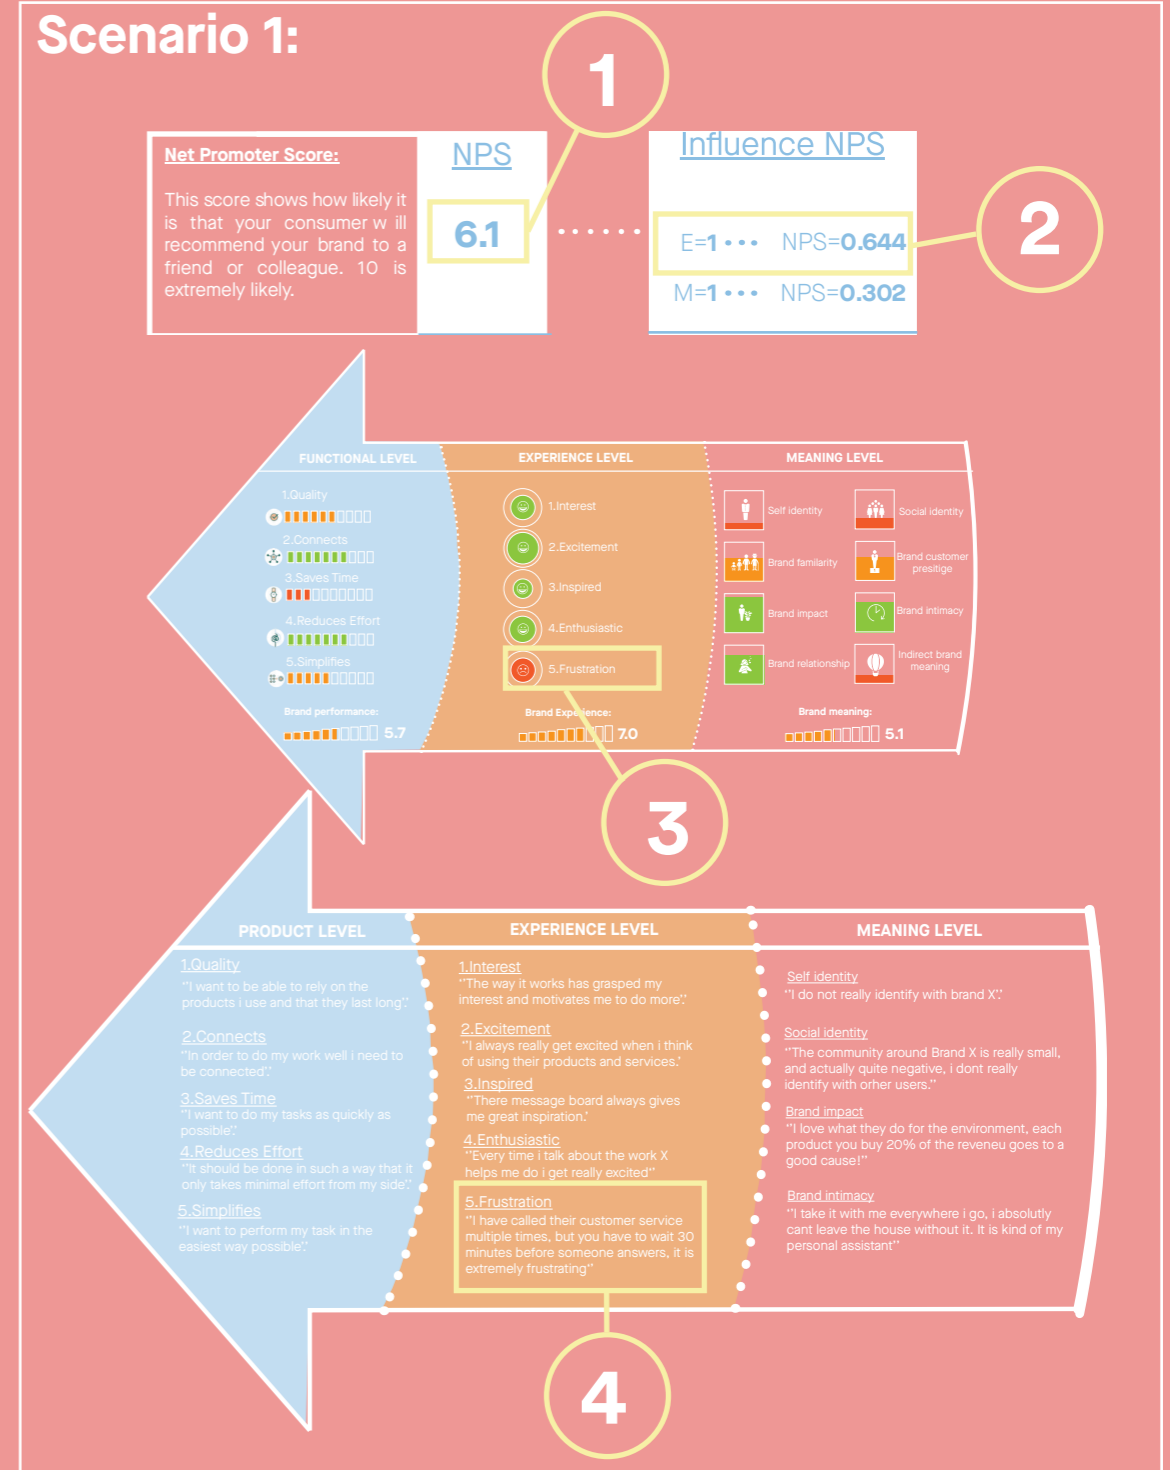 Scenario 1:
1
Net Promoter Score:
This score shows how likely it
is that your consumer w ill
recommend your brand to a
friend or colleague. 10 is
extremely likely.
NPS
6.1
Influence NPS
E=1 ••• NPS=0.644
M=1 ••• NPS=0.302
2
FUNCTIONAL LEVEL
1.Quality
2.Connects
3.Saves Time
4.Reduces Effort
5.Simplifies
Brand performance:
5.7
EXPERIENCE LEVEL
1.Interest
2.Excitement
3.Inspired
4.Enthusiastic
5.Frustration
Brand Experience:
7.0
MEANING LEVEL
Self identity
Social identity
Brand familarity
Brand customer
presitige
Brand impact
Brand intimacy
Brand relationship
Indirect brand
meaning
Brand meaning:
5.1
3
PRODUCT LEVEL
1.Quality
‘‘I want to be able to rely on the
products i use and that they last long’.’
2.Connects
‘‘In order to do my work well i need to
be connected’.’
3.Saves Time
‘‘I want to do my tasks as quickly as
possible’.’
4.Reduces Effort
‘‘It should be done in such a way that it
only takes minimal effort from my side’.’
5.Simplifies
‘‘I want to perform my task in the
easiest way possible’.’
EXPERIENCE LEVEL
1.Interest
‘‘The way it works has grasped my
interest and motivates me to do more’.’
2.Excitement
‘‘I always really get excited when i think
of using their products and services.’
3.Inspired
‘‘There message board always gives
me great inspiration.’
4.Enthusiastic
‘‘Every time i talk about the work X
helps me do i get really excited‘’
5.Frustration
‘‘I have called their customer service
multiple times, but you have to wait 30
minutes before someone answers, it is
extremely frustrating‘’
MEANING LEVEL
Self identity
‘‘I do not really identify with brand X’.’
Social identity
‘‘The community around Brand X is really small,
and actually quite negative, i dont really
identify with orher users.’’
Brand impact
‘‘I love what they do for the environment, each
product you buy 20% of the reveneu goes to a
good cause!’’
Brand intimacy
‘‘I take it with me everywhere i go, i absolutly
cant leave the house without it. It is kind of my
personal assistant’’
4